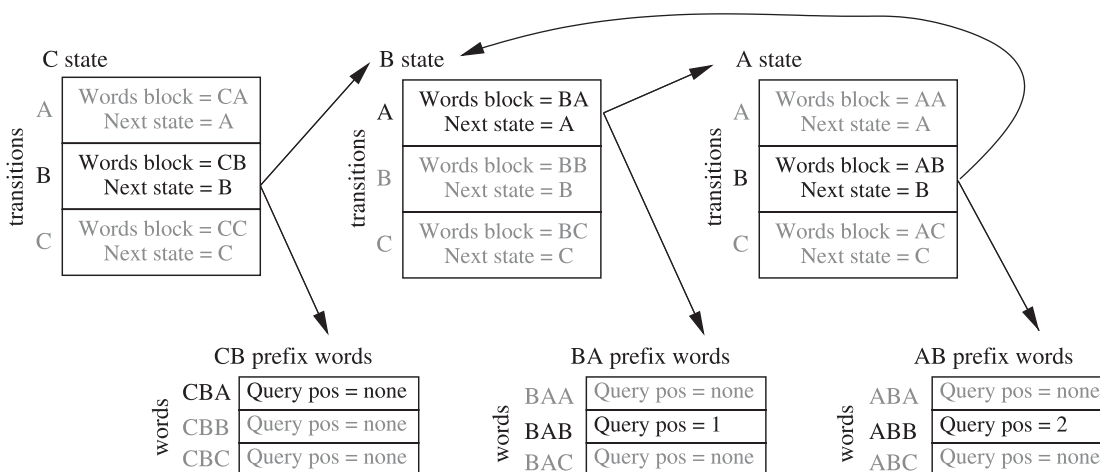 C state
B state
A state
transitions
A
Words block = CA
Next state = A
B
Words block = CB
Next state = B
C
Words block = CC
Next state = C
transitions
A
Words block = BA
Next state = A
B
Words block = BB
Next state = B
C
Words block = BC
Next state = C
transitions
A
Words block = AA
Next state = A
B
Words block = AB
Next state = B
C
Words block = AC
Next state = C
CB prefix words
words
CBA Query pos = none
CBB Query pos = none
CBC Query pos = none
BA prefix words
words
BAA Query pos = none
BAB Query pos = 1
BAC Query pos = none
AB prefix words
words
ABA Query pos = none
ABB Query pos = 2
ABC Query pos = none